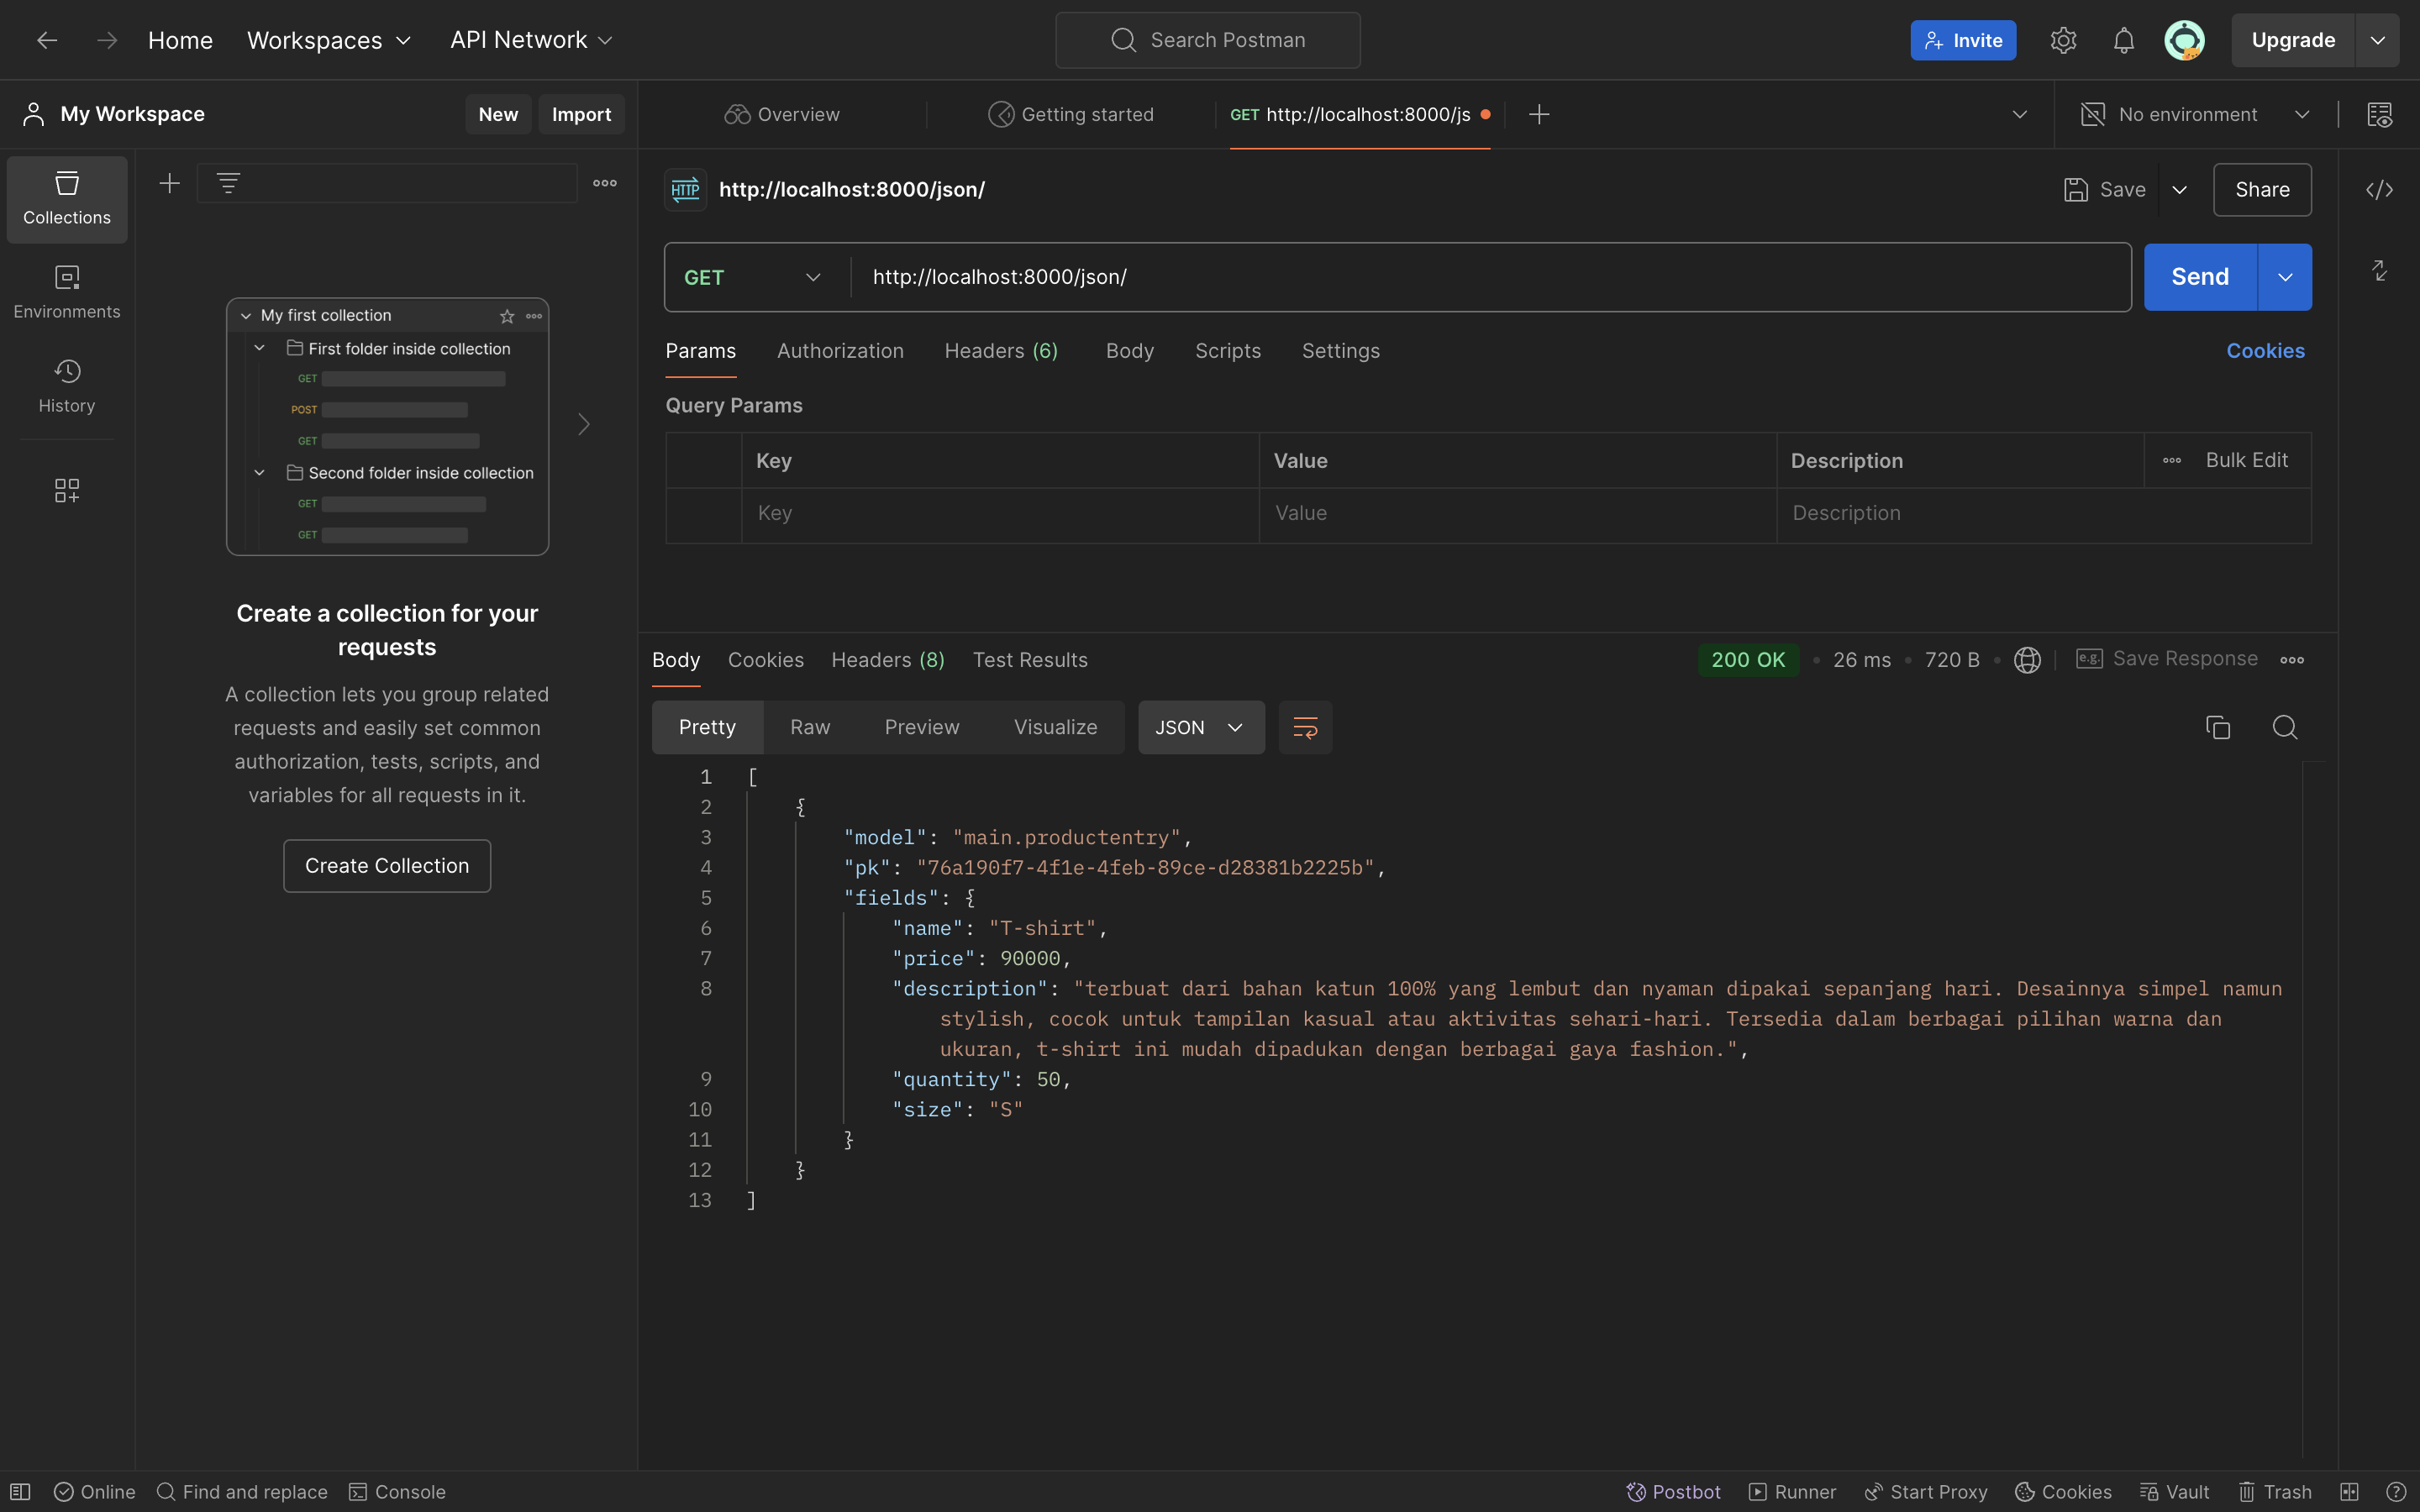 Home Workspaces API Network Search Postman Invite Upgrade
My Workspace New Import Overview Getting started GET http://localhost:8000/js No environment
Collections
Environments
History
My first collection
First folder inside collection
GET
POST
GET
Second folder inside collection
GET
GET
Create a collection for your
requests
A collection lets you group related
requests and easily set common
authorization, tests, scripts, and
variables for all requests in it.
Create Collection
HTTP http://localhost:8000/json/ Save Share
GET http://localhost:8000/json/ Send
Params Authorization Headers (6) Body Scripts Settings Cookies
Query Params
Key Value Description Bulk Edit
Key Value Description
Body Cookies Headers (8) Test Results 200 OK 26 ms 720 B e.g. Save Response
Pretty Raw Preview Visualize JSON
1 [
2 {
3 "model": "main.productentry",
4 "pk": "76a190f7-4f1e-4feb-89ce-d28381b2225b",
5 "fields": {
6 "name": "T-shirt",
7 "price": 90000,
8 "description": "terbuat dari bahan katun 100% yang lembut dan nyaman dipakai sepanjang hari. Desainnya simpel namun
stylish, cocok untuk tampilan kasual atau aktivitas sehari-hari. Tersedia dalam berbagai pilihan warna dan
ukuran, t-shirt ini mudah dipadukan dengan berbagai gaya fashion.",
9 "quantity": 50,
10 "size": "S"
11 }
12 }
13 ]
Online Find and replace Console Postbot Runner Start Proxy Cookies Vault Trash